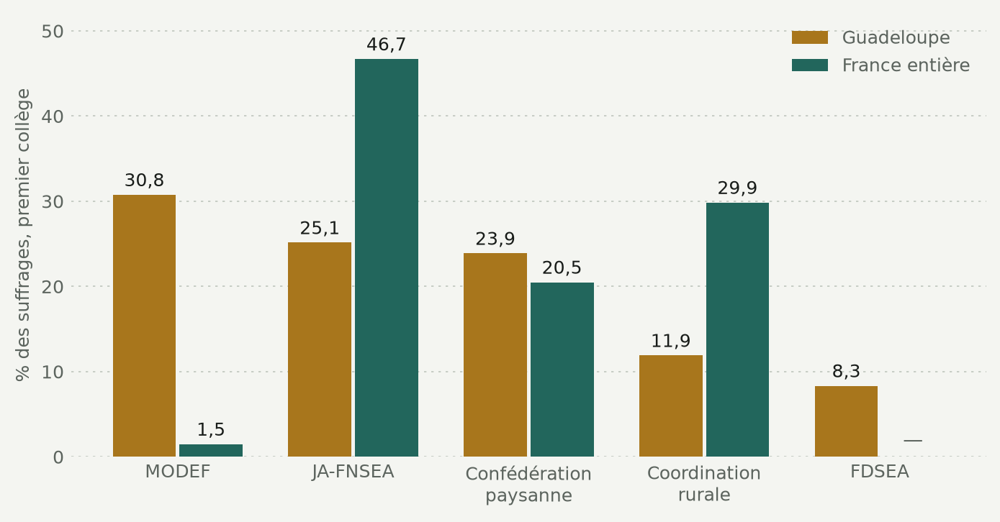 % des suffrages, premier collège
50
40
30
20
10
0
Guadeloupe
France entière
30,8
1,5
25,1
46,7
23,9
20,5
11,9
29,9
8,3
—
MODEF
JA-FNSEA
Confédération
paysanne
Coordination
rurale
FDSEA